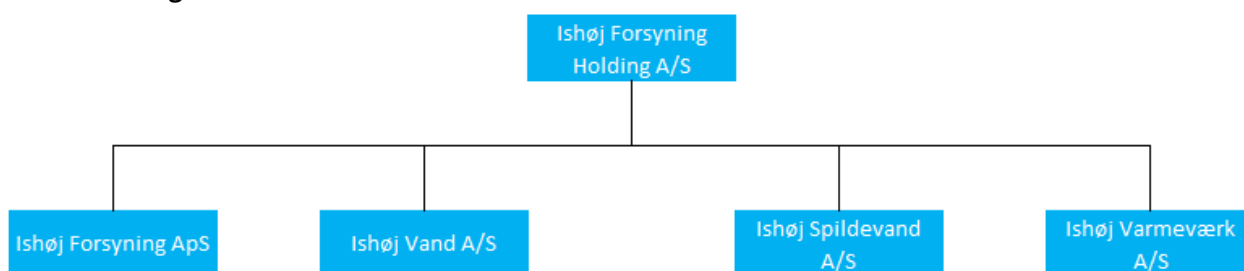 Ishøj Forsyning
Holding A/S
Ishøj Forsyning ApS
Ishøj Vand A/S
Ishøj Spildevand
A/S
Ishøj Varmeværk
A/S